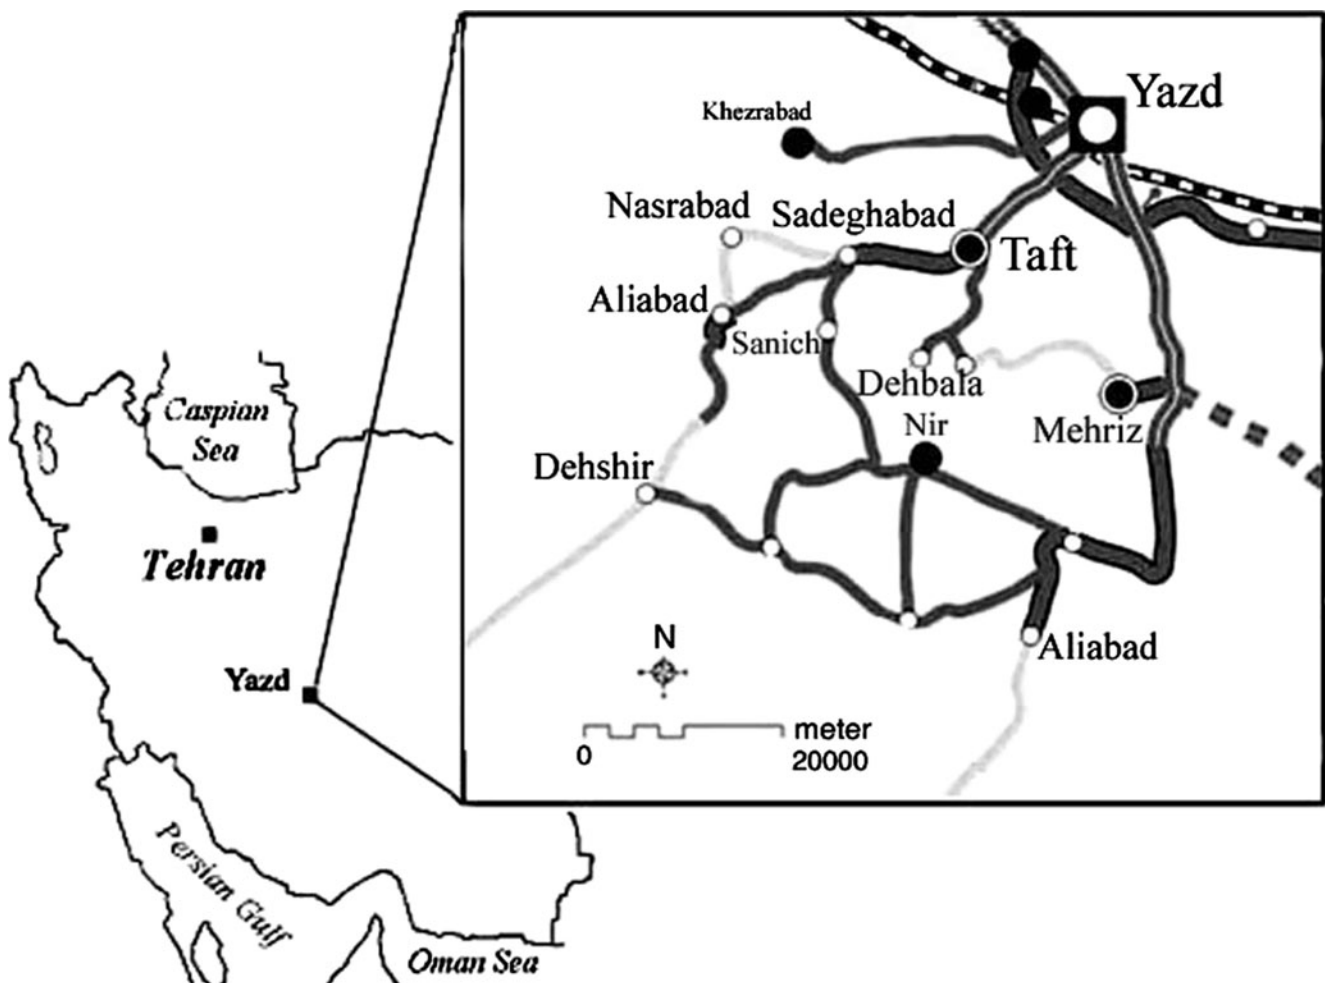 Yazd
Khezrabad
Nasrabad
Sadeghabad
Taft
Aliabad
Sanich
Dehbala
Mehriz
Nir
Dehshir
Aliabad
N
meter
0
20000
Caspian
Sea
Tehran
Yazd
Persian Gulf
Oman Sea